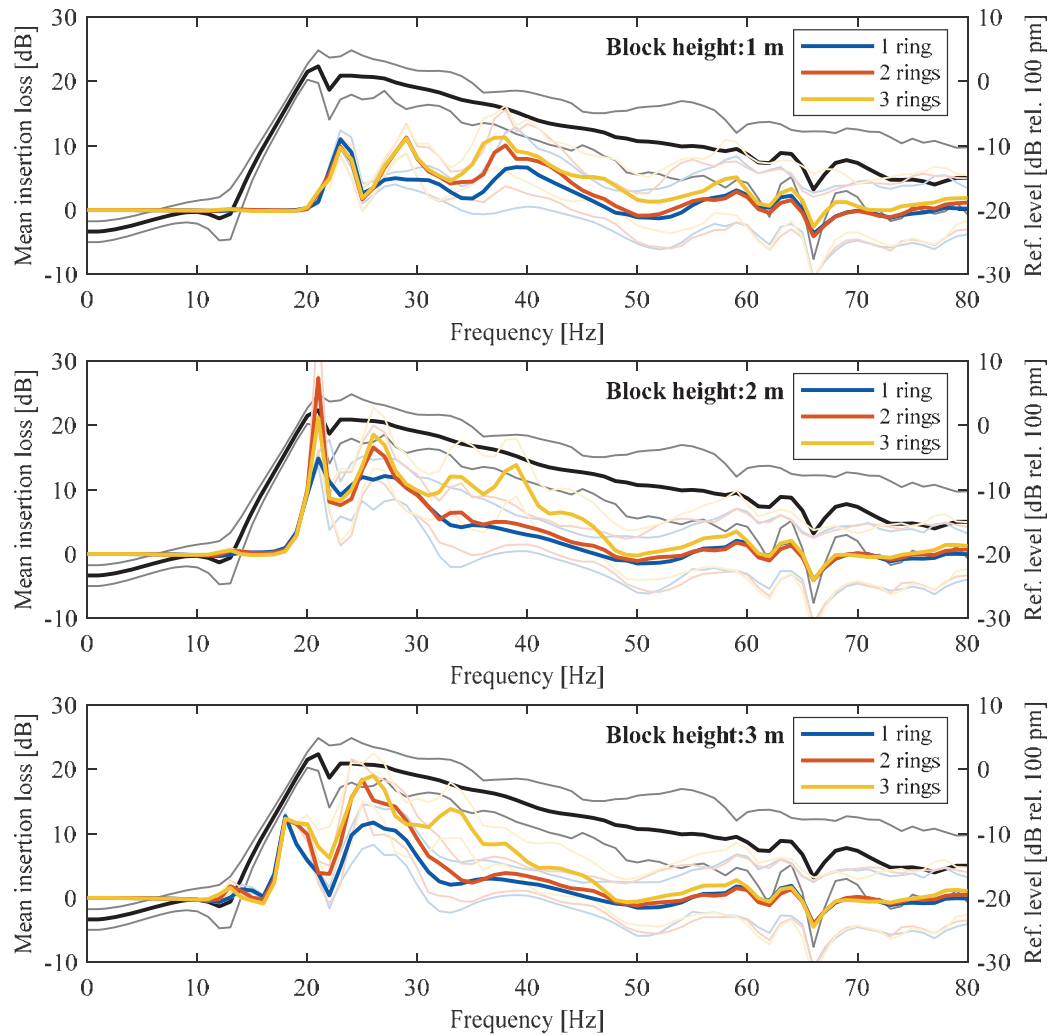 30
20
10
0
-10
Mean insertion loss [dB]
Block height:1 m
1 ring
2 rings
3 rings
10
0
-10
-20
-30
Ref. level [dB rel. 100 pm]
0 10 20 30 40 50 60 70 80
Frequency [Hz]
30
20
10
0
-10
Mean insertion loss [dB]
Block height:2 m
1 ring
2 rings
3 rings
10
0
-10
-20
-30
Ref. level [dB rel. 100 pm]
0 10 20 30 40 50 60 70 80
Frequency [Hz]
30
20
10
0
-10
Mean insertion loss [dB]
Block height:3 m
1 ring
2 rings
3 rings
10
0
-10
-20
-30
Ref. level [dB rel. 100 pm]
0 10 20 30 40 50 60 70 80
Frequency [Hz]